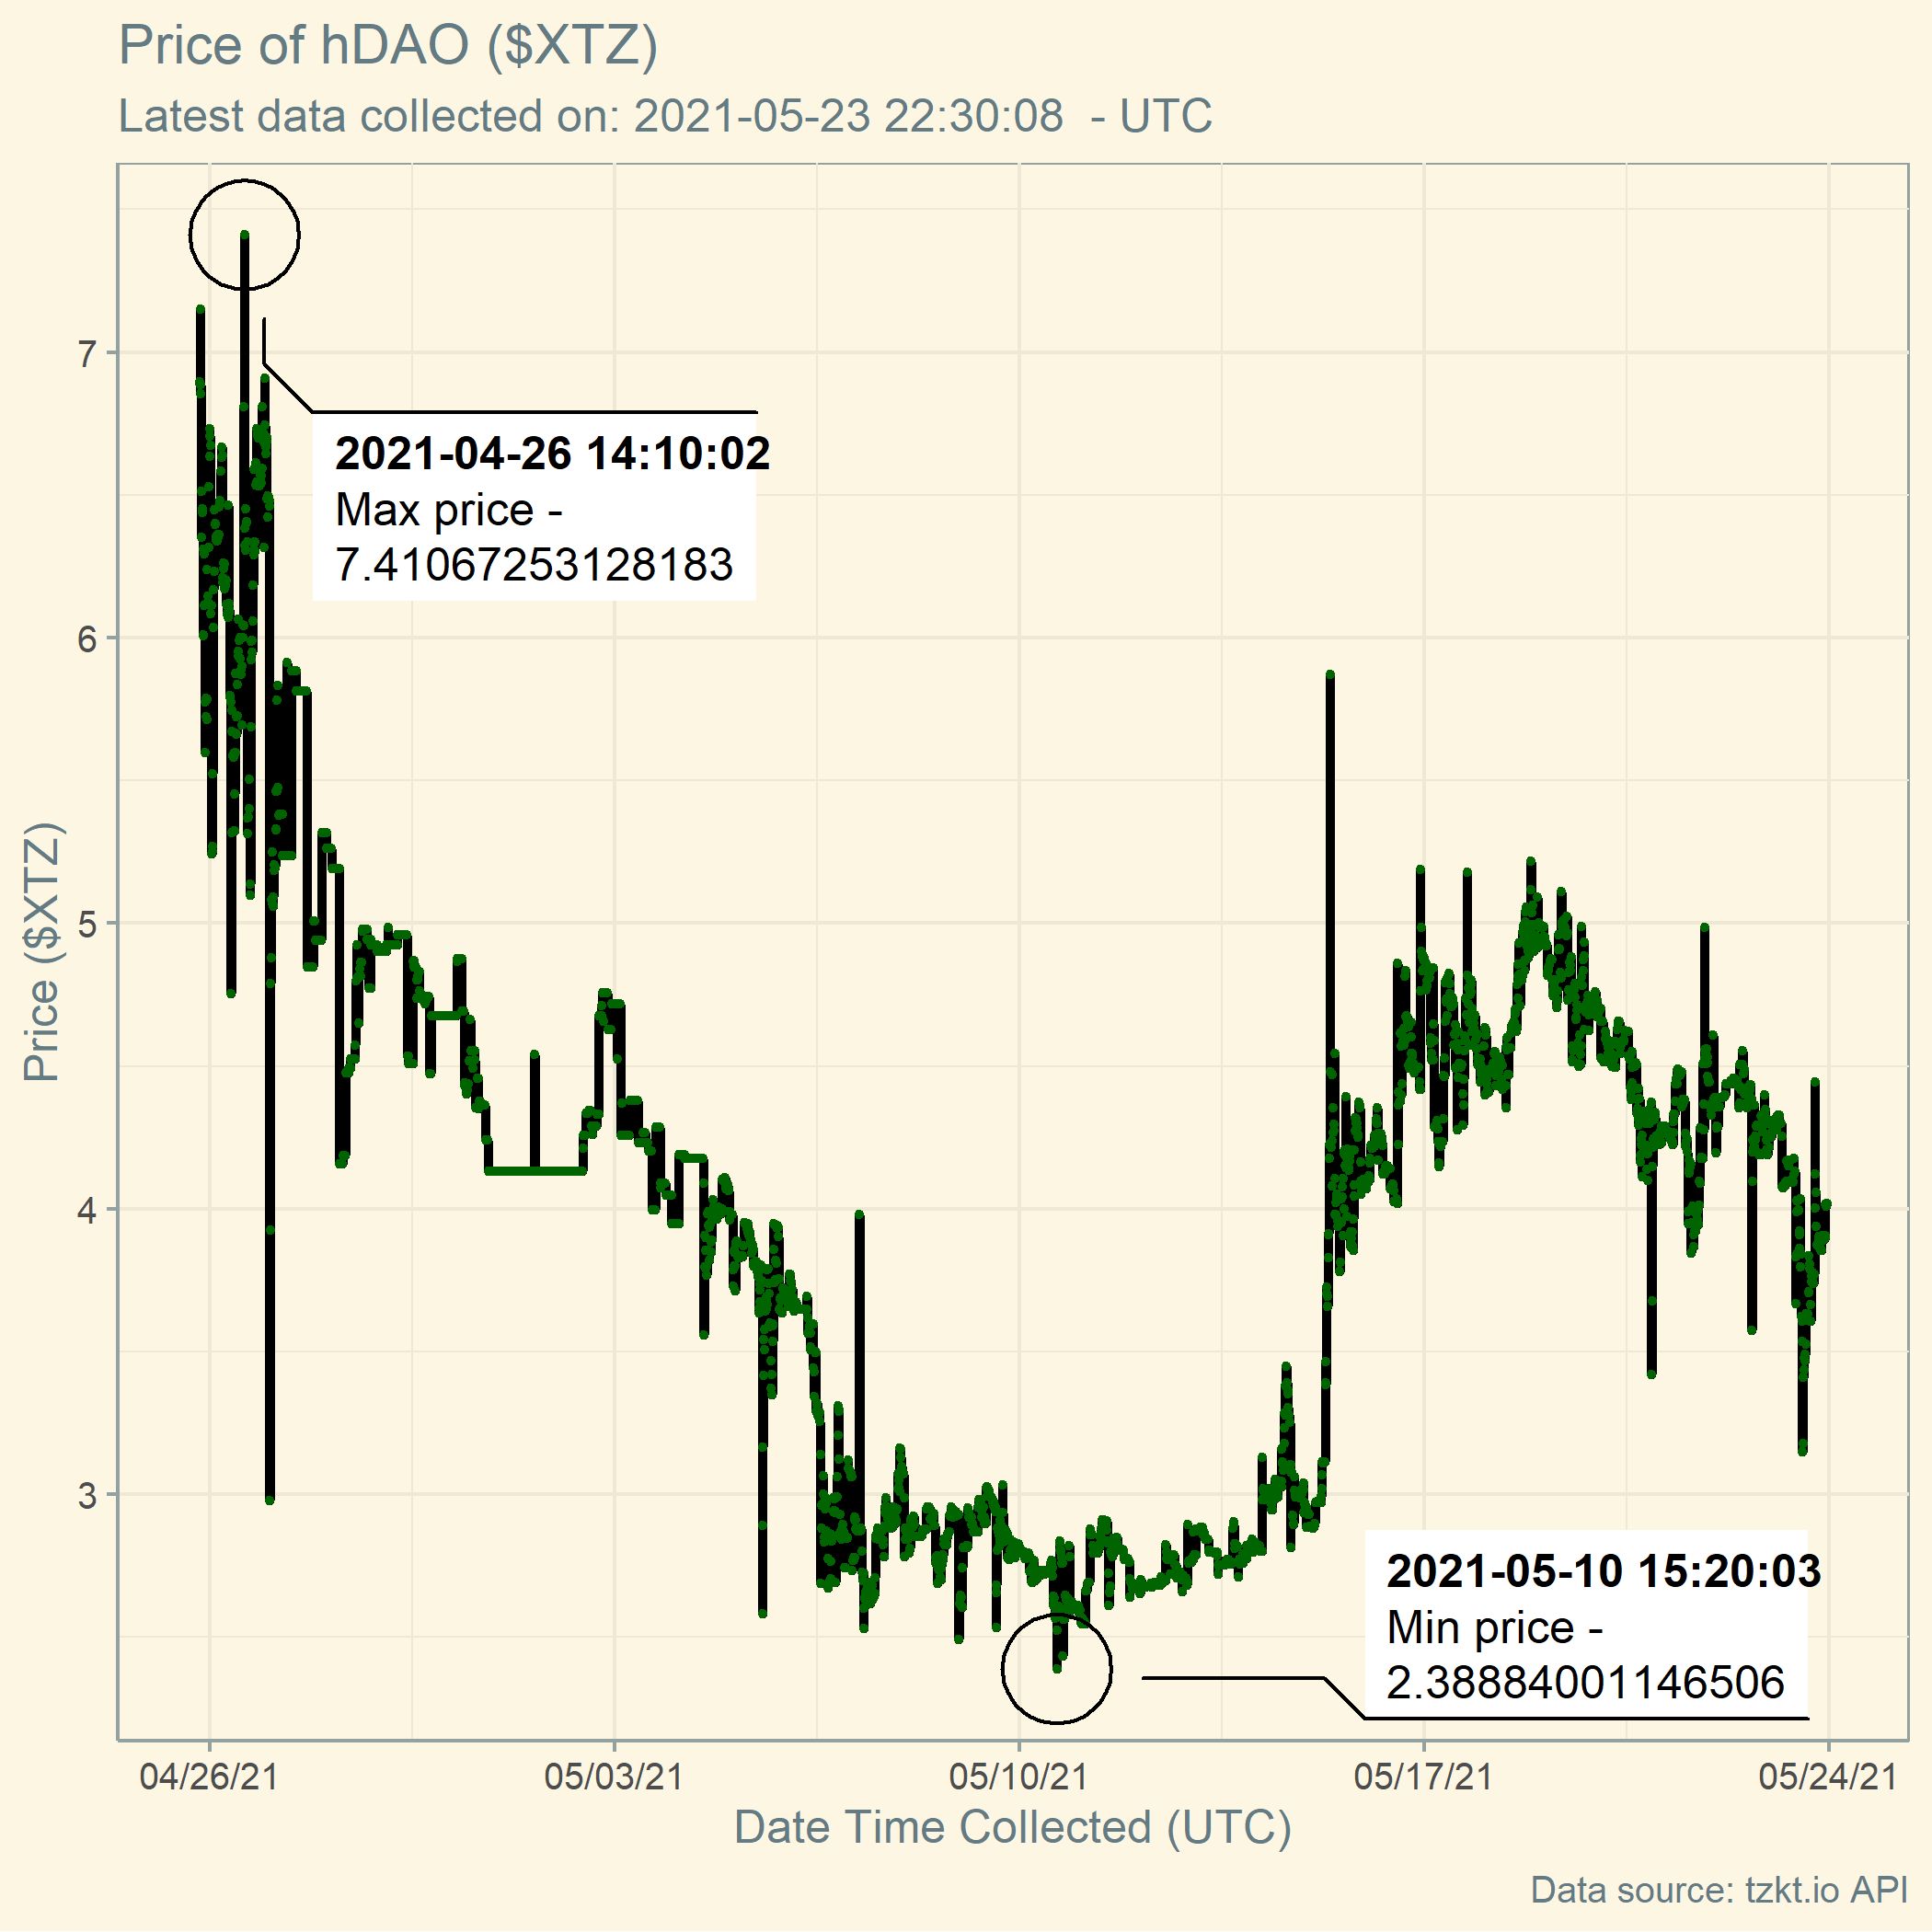 Price of hDAO ($XTZ)
Latest data collected on: 2021-05-23 22:30:08  - UTC
2021-04-26 14:10:02
Max price -
7.41067253128183
7
6
5
4
3
Price ($XTZ)
2021-05-10 15:20:03
Min price -
2.38884001146506
04/26/21
05/03/21
05/10/21
05/17/21
05/24/21
Date Time Collected (UTC)
Data source: tzkt.io API